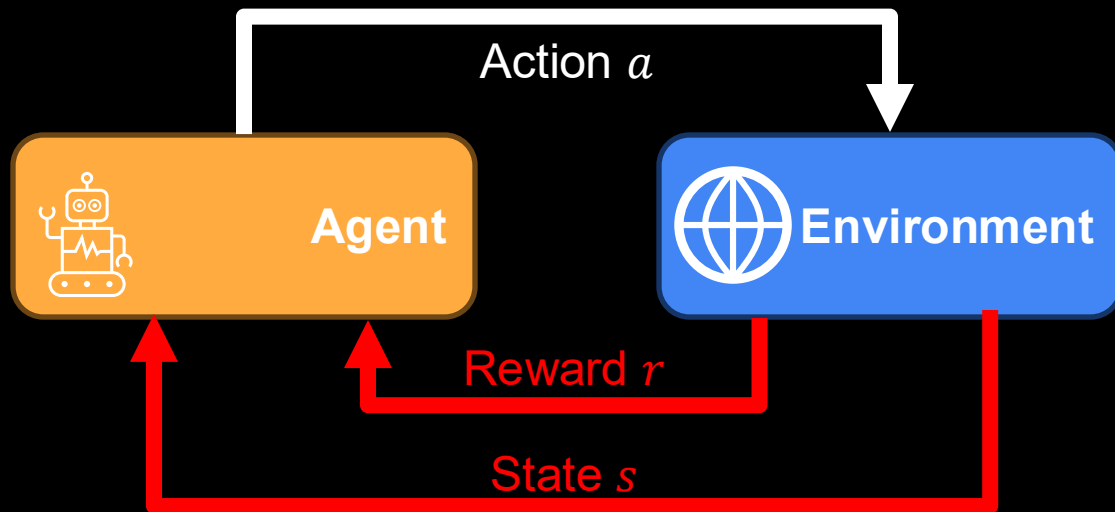 Action a
Agent
Environment
Reward r
State s